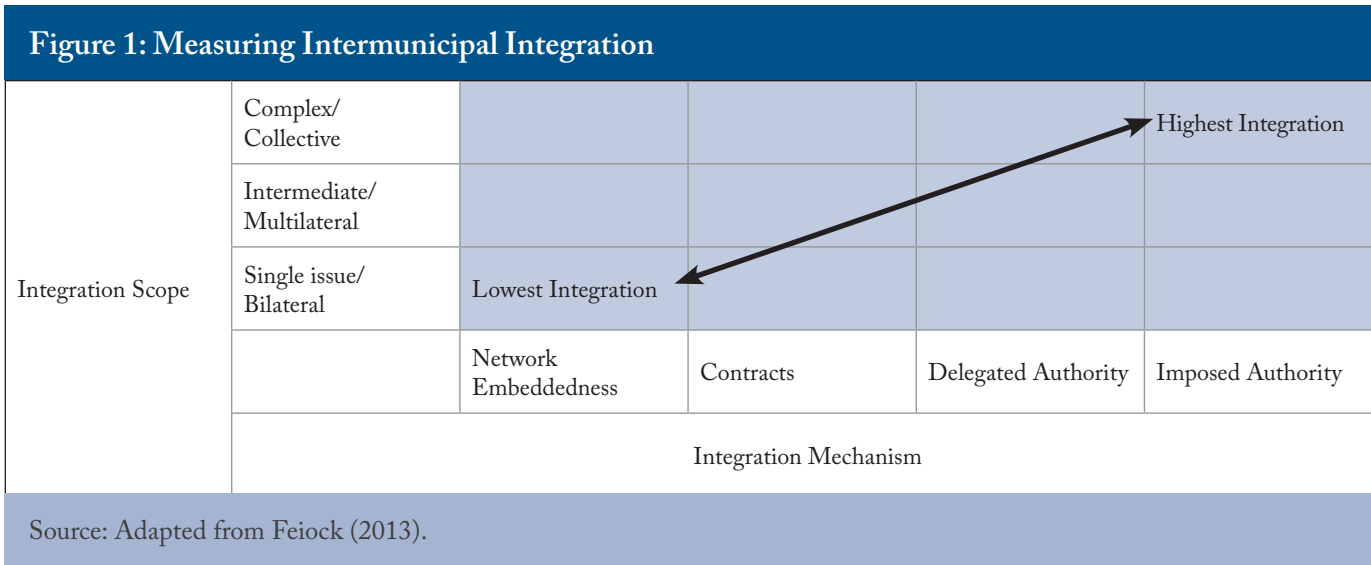 Figure 1: Measuring Intermunicipal Integration
Complex/
Collective
Highest Integration
Intermediate/
Multilateral
Integration Scope
Single issue/
Bilateral
Lowest Integration
Network
Embeddedness
Contracts
Delegated Authority
Imposed Authority
Integration Mechanism
Source: Adapted from Feiock (2013).